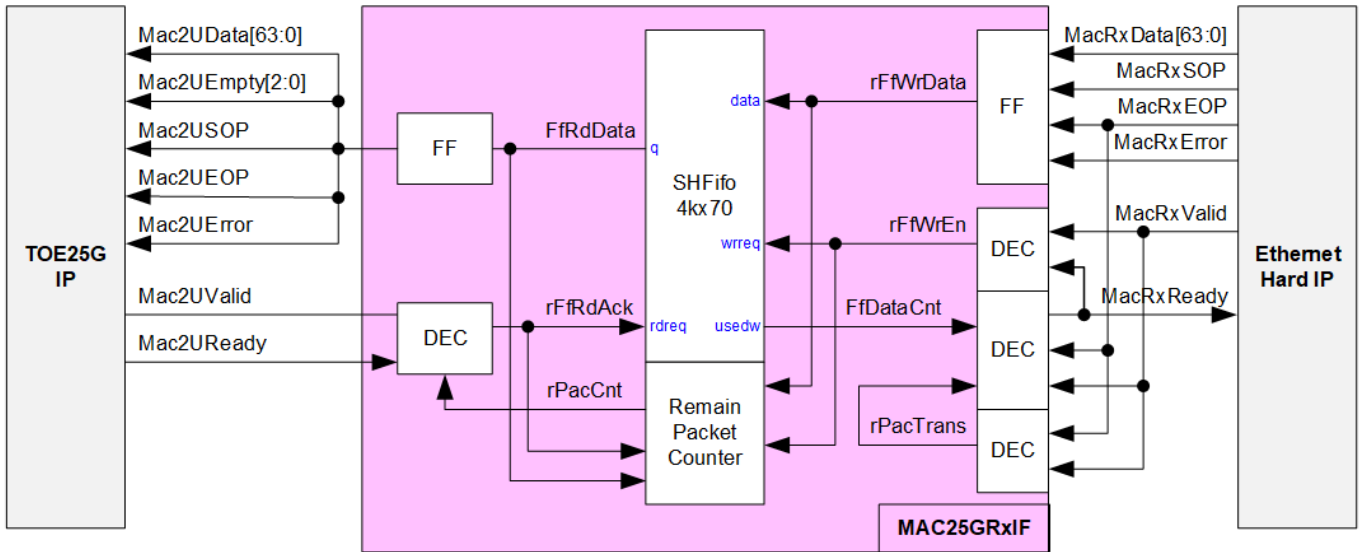 Mac2UData[63:0]
Mac2UEmpty[2:0]
Mac2USOP
Mac2UEOP
Mac2UError
TOE25G
IP
Mac2UValid
Mac2UReady
FF
DEC
FfRdData
rFfRdAck
rPacCnt
data
q
SHFifo
4kx70
wrreq
rdreq
usedw
Remain
Packet
Counter
rFfWrData
rFfWrEn
FfDataCnt
rPacTrans
FF
DEC
DEC
DEC
MAC25GRxIF
MacRxData[63:0]
MacRxSOP
MacRxEOP
MacRxError
MacRxValid
MacRxReady
Ethernet
Hard IP